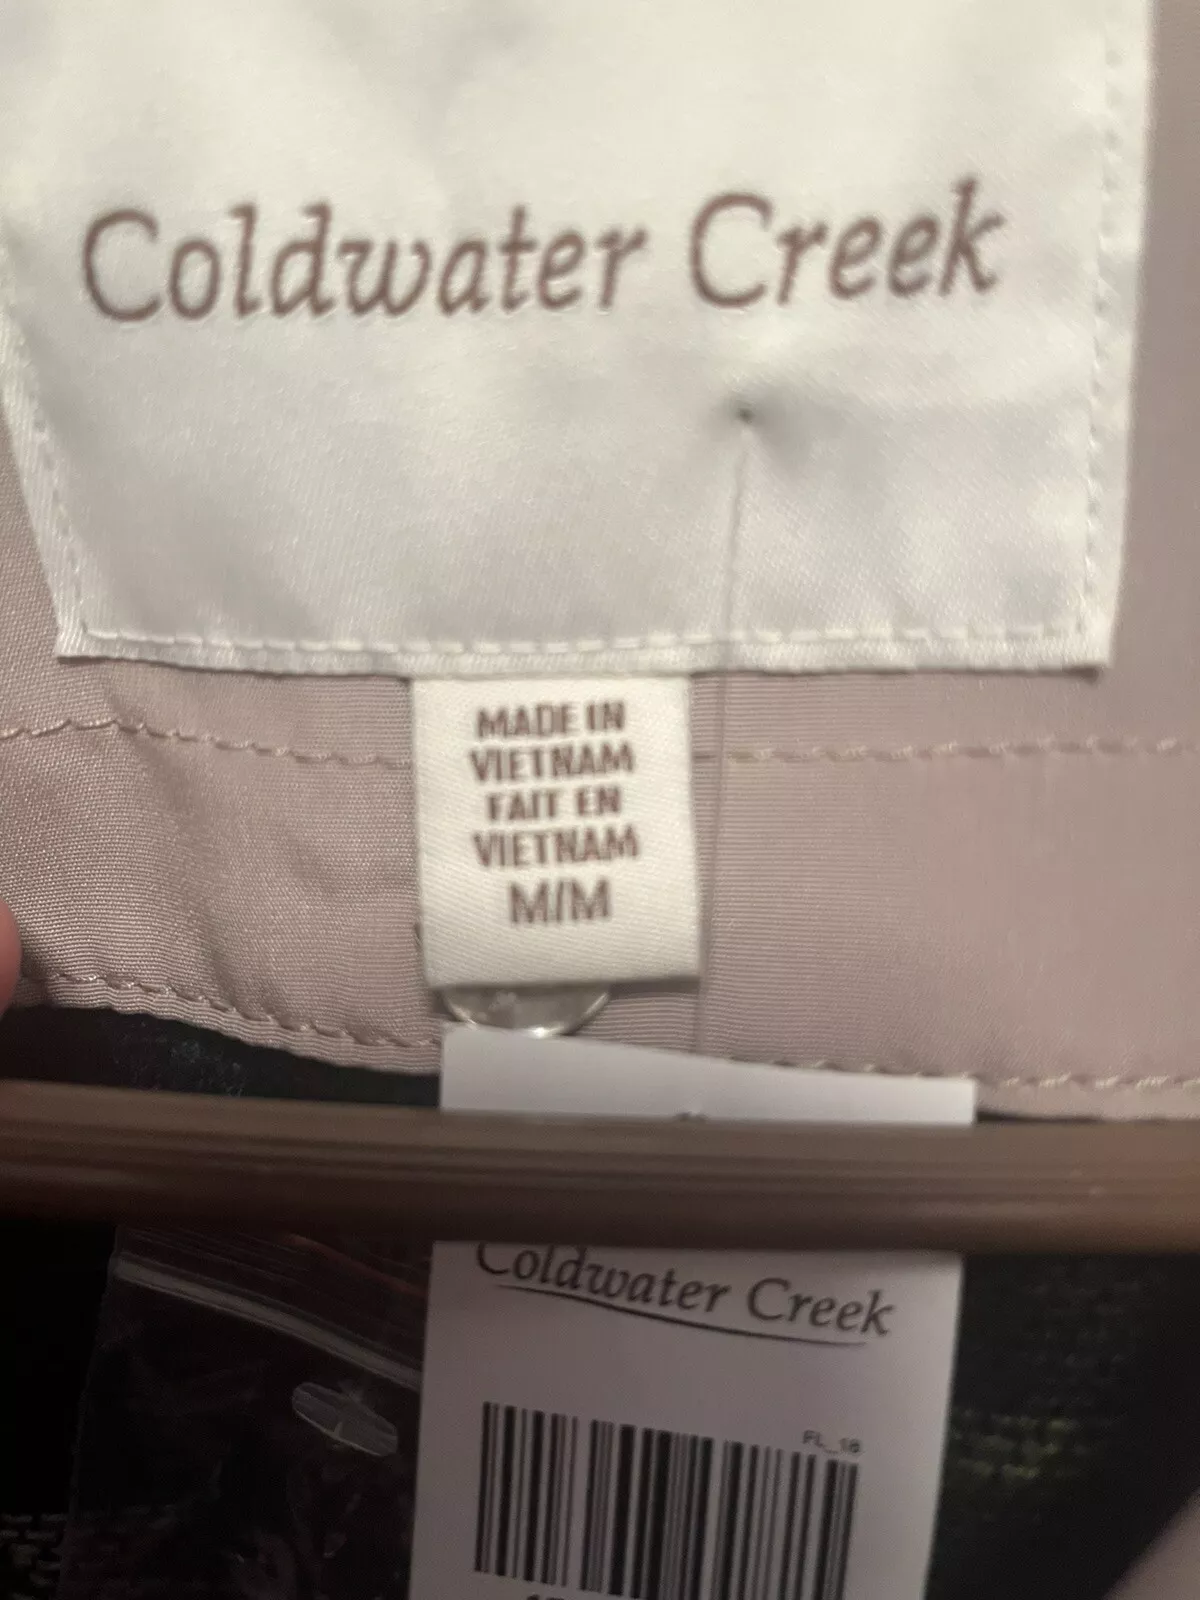 Coldwater Creek
MADE IN
VIETNAM
FAIT EN
VIETNAM
M/M
Coldwater Creek
FL_18